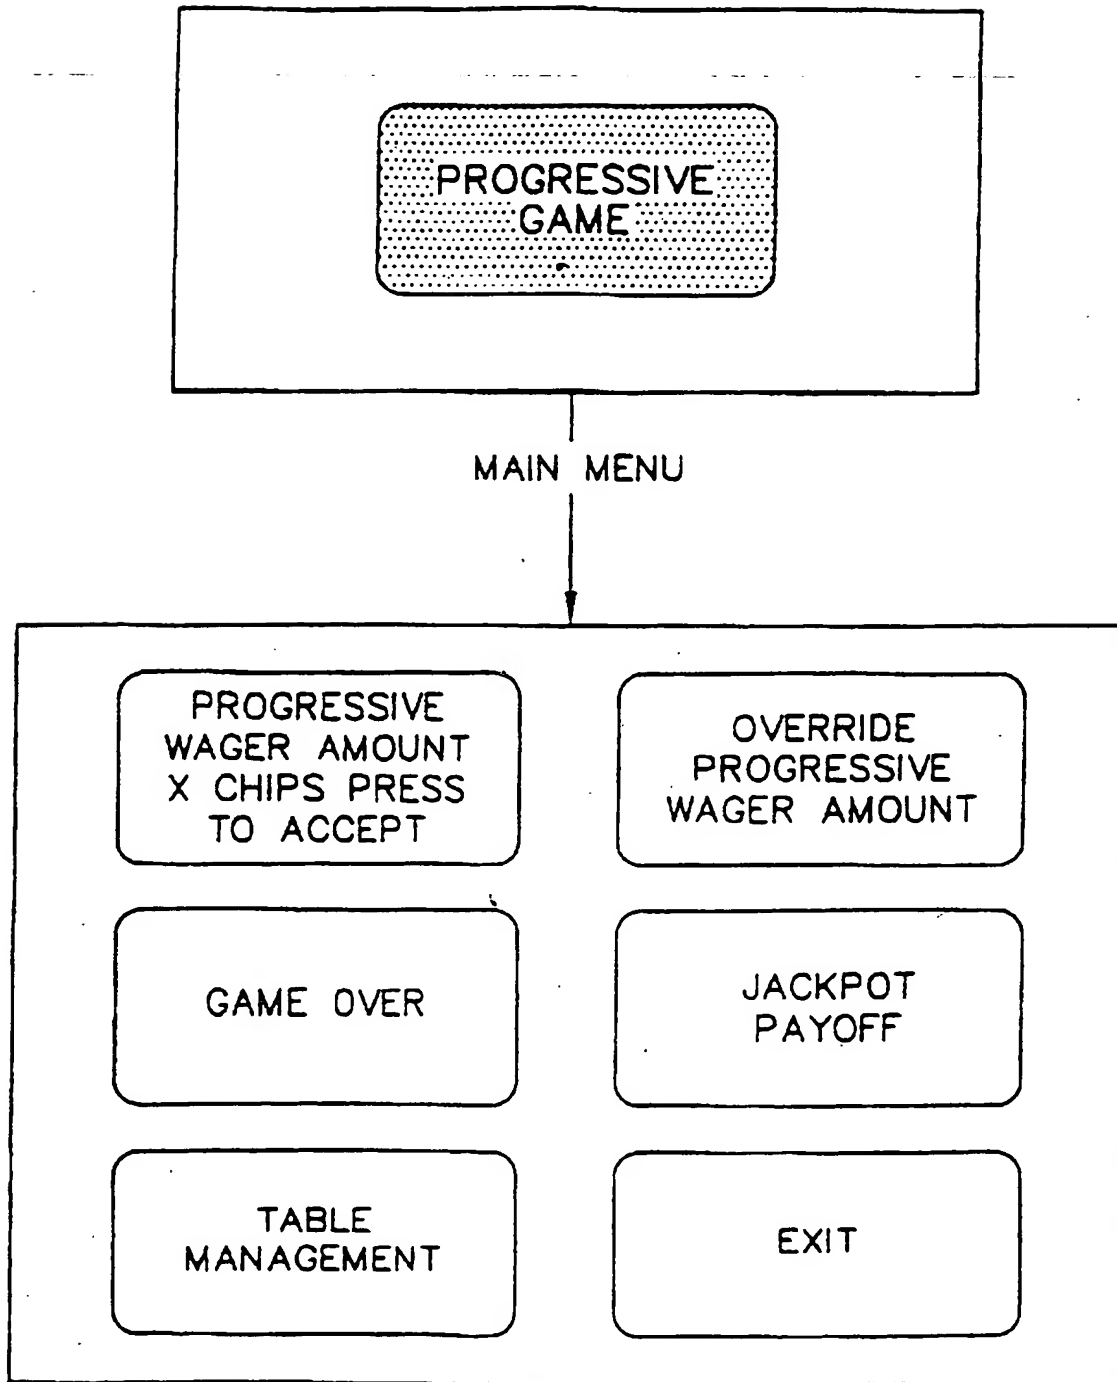 PROGRESSIVE
GAME
MAIN MENU
PROGRESSIVE
WAGER AMOUNT
X CHIPS PRESS
TO ACCEPT
OVERRIDE
PROGRESSIVE
WAGER AMOUNT
GAME OVER
JACKPOT
PAYOFF
TABLE
MANAGEMENT
EXIT